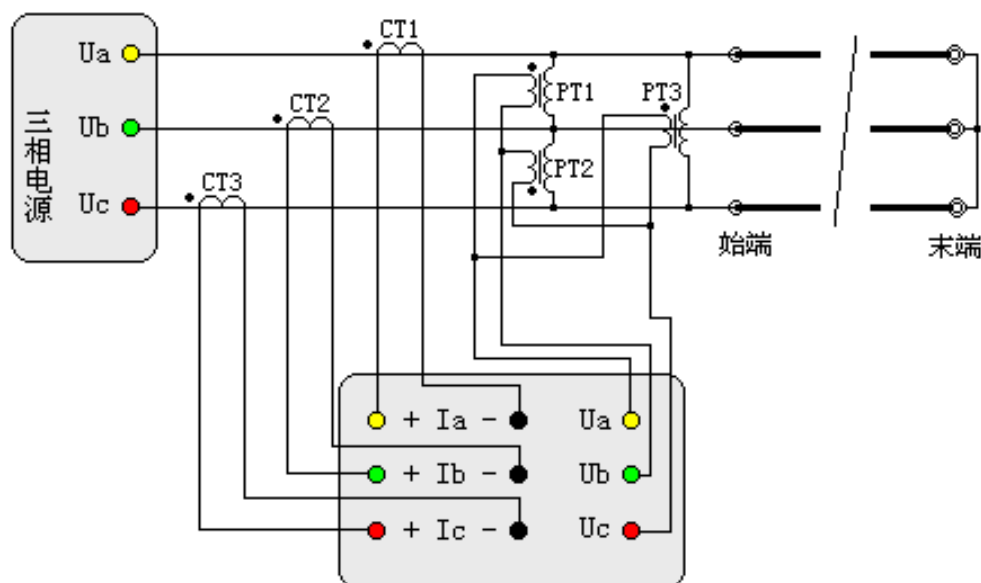 CT1
Ua
CT2
PT1
PT3
Ub
三相电源
CT3
PT2
Uc
始端
末端
+ Ia -
Ua
+ Ib -
Ub
+ Ic -
Uc